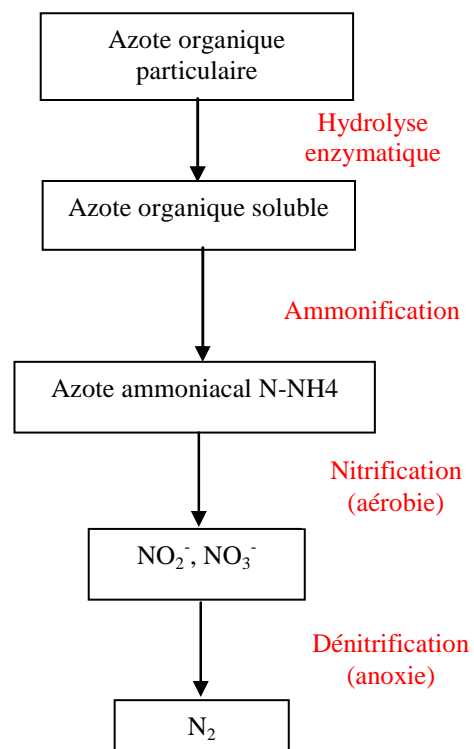 Azote organique
particulaire
Hydrolyse
enzymatique
Azote organique soluble
Ammonification
Azote ammoniacal N-NH4
Nitrification
(aérobie)
NO₂⁻, NO₃⁻
Dénitrification
(anoxie)
N₂